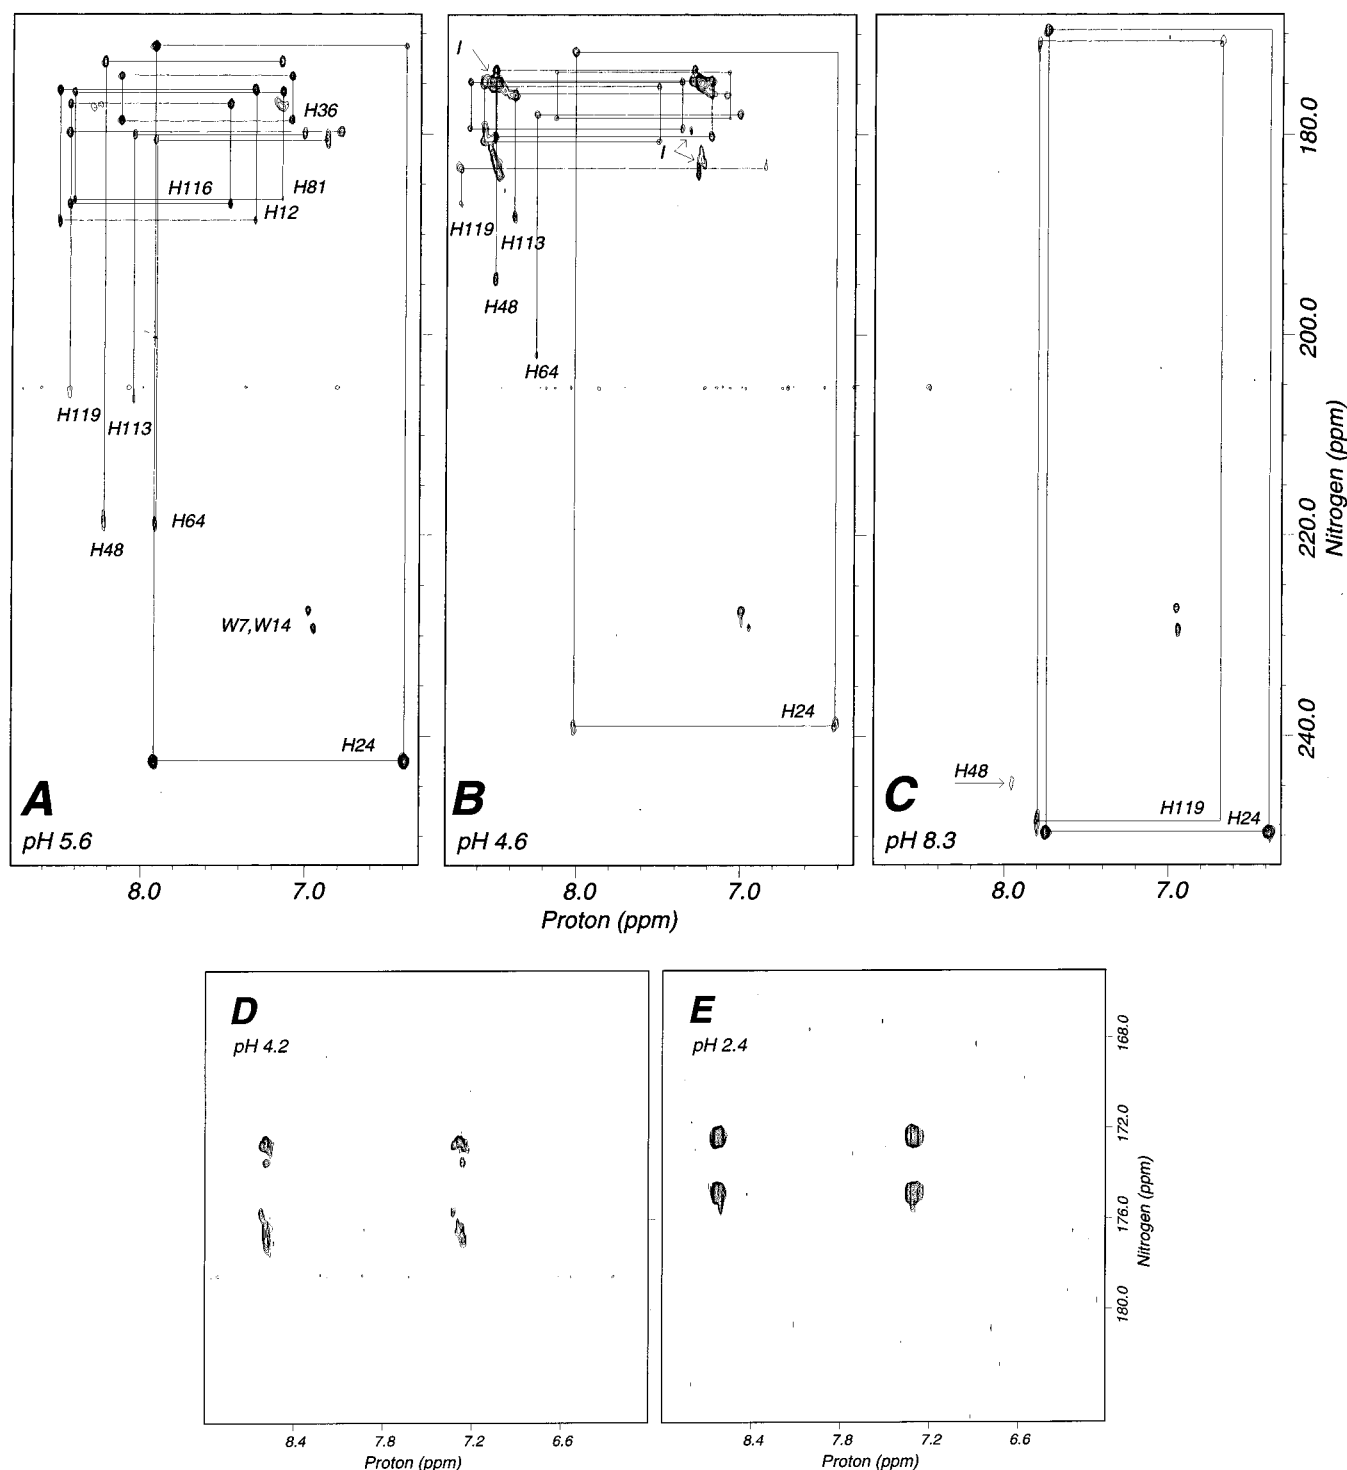 I
H36
H116
H81
H12
H119
H113
H48
H64
W7,W14
H24
A
pH 5.6
8.0
7.0
I
I
H119
H113
H48
H64
H24
B
pH 4.6
8.0
7.0
Proton (ppm)
H48
H119
H24
C
pH 8.3
8.0
7.0
180.0
200.0
220.0
240.0
Nitrogen (ppm)
D
pH 4.2
8.4
7.8
7.2
6.6
Proton (ppm)
E
pH 2.4
8.4
7.8
7.2
6.6
Proton (ppm)
168.0
172.0
176.0
180.0
Nitrogen (ppm)